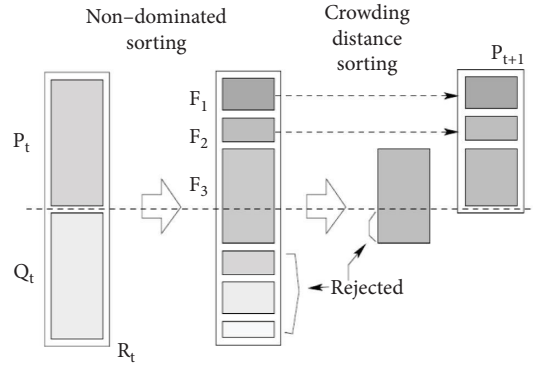 Non–dominated
sorting
Crowding
distance
sorting
P_{t+1}
P_t
F_1
F_2
F_3
Q_t
Rejected
R_t